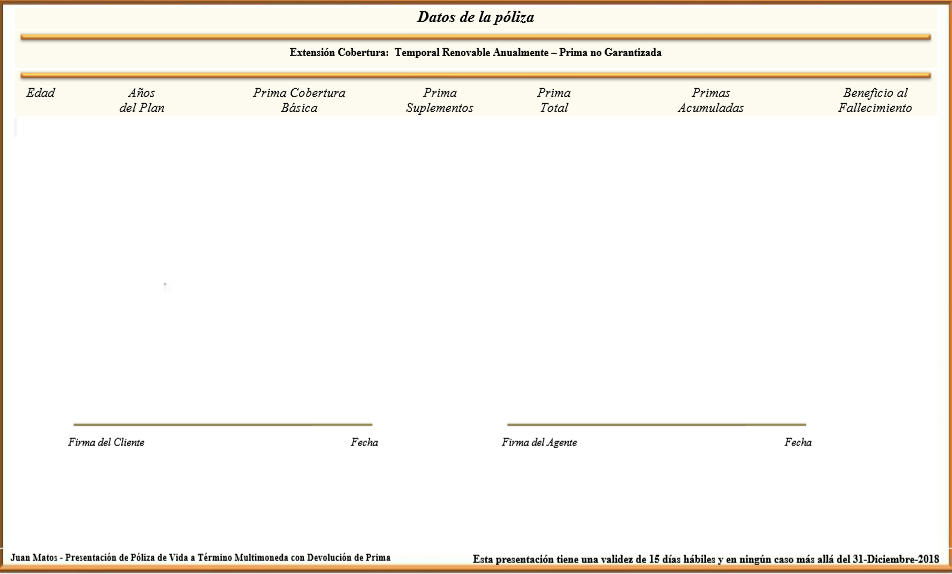 Datos de la póliza
Extensión Cobertura: Temporal Renovable Anualmente – Prima no Garantizada
Edad Años Prima Cobertura Prima Prima Primas Beneficio al
del Plan Básica Suplementos Total Acumuladas Fallecimiento
Firma del Cliente Fecha Firma del Agente Fecha
Juan Matos - Presentación de Póliza de Vida a Término Multimoneda con Devolución de Prima
Esta presentación tiene una validez de 15 días hábiles y en ningún caso más allá del 31-Diciembre-2018